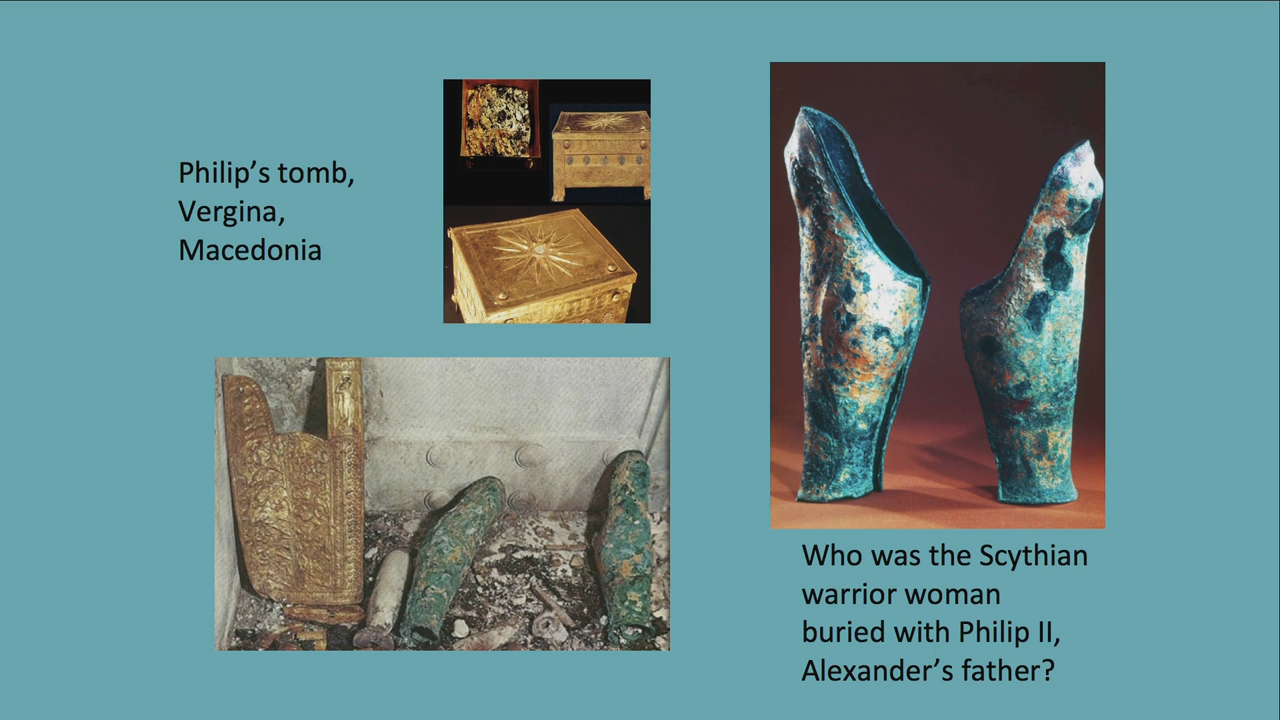 Philip’s tomb,
Vergina,
Macedonia
Who was the Scythian
warrior woman
buried with Philip II,
Alexander’s father?